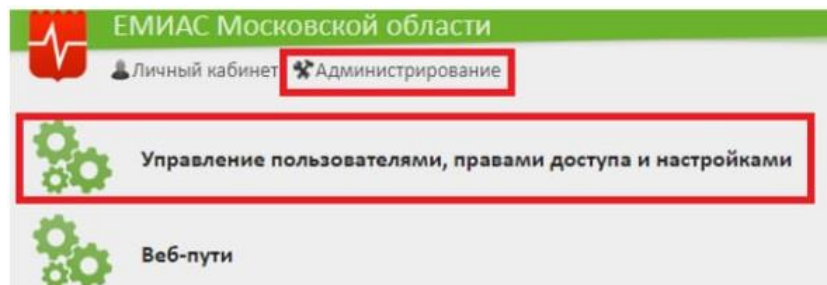 ЕМИАС Московской области
Личный кабинет Администрирование
Управление пользователями, правами доступа и настройками
Веб-пути